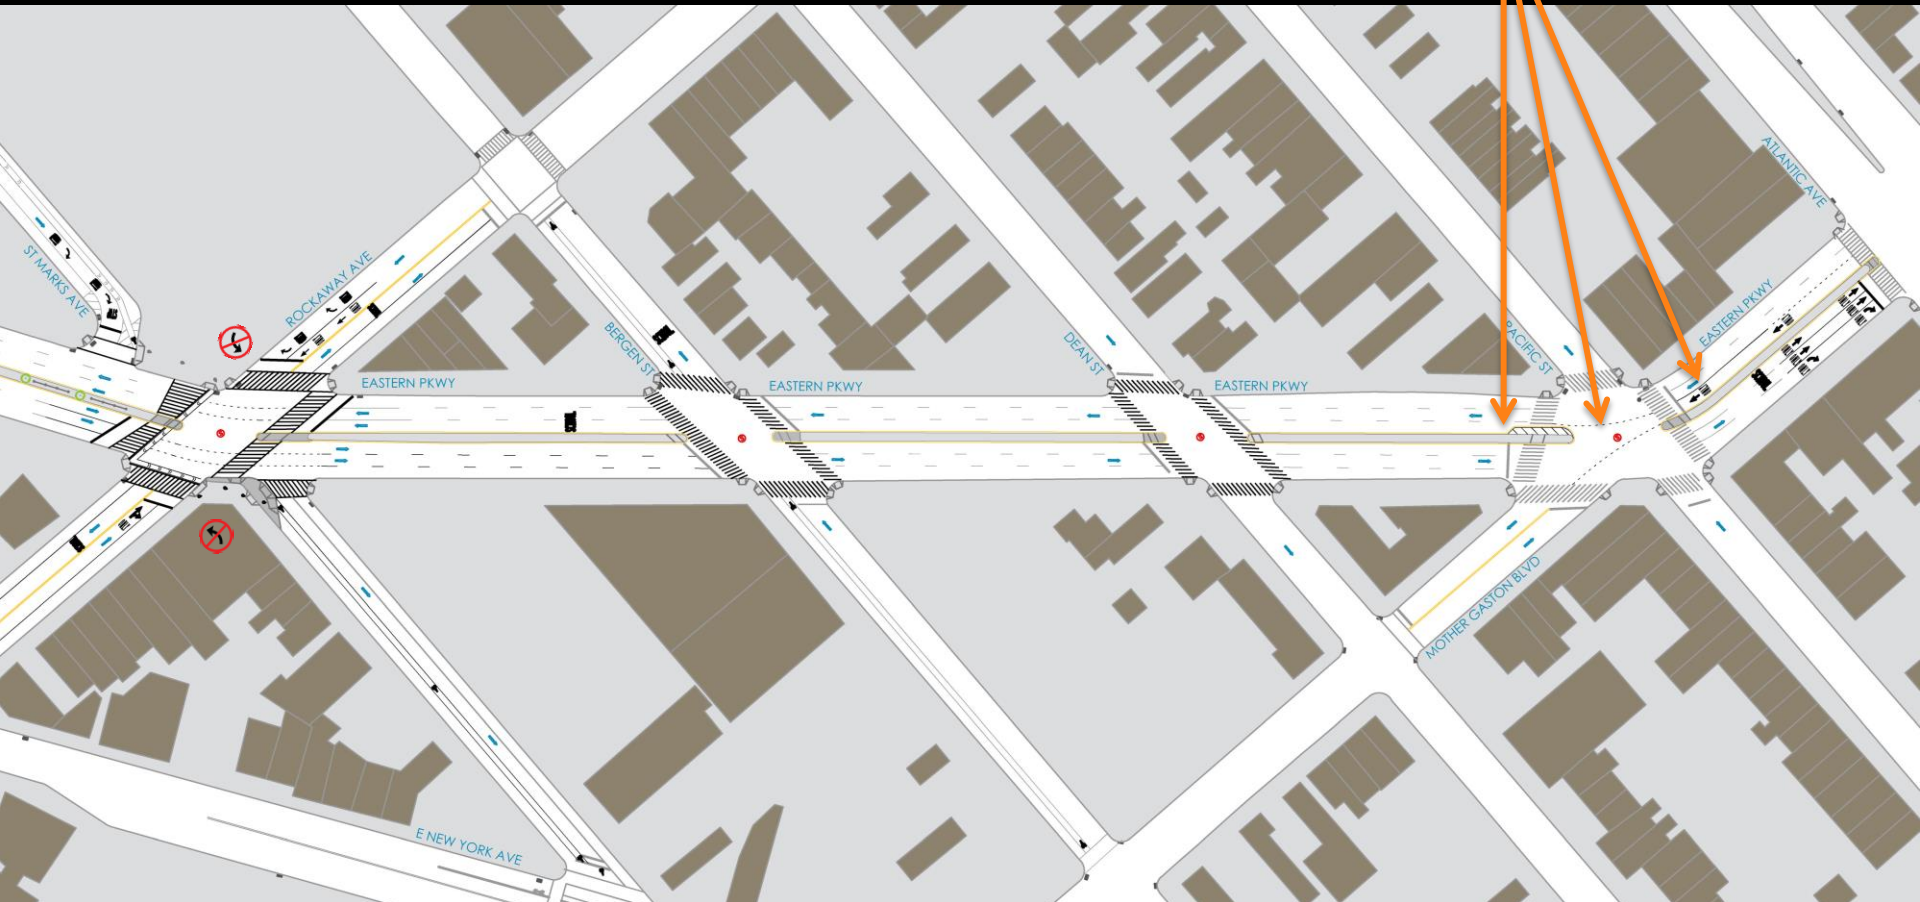 ATLANTIC AVE
ST MARKS AVE
ROCKAWAY AVE
BERGEN ST
DEAN ST
PACIFIC ST
EASTERN PKWY
EASTERN PKWY
EASTERN PKWY
EASTERN PKWY
MOTHER GASTON BLVD
E NEW YORK AVE